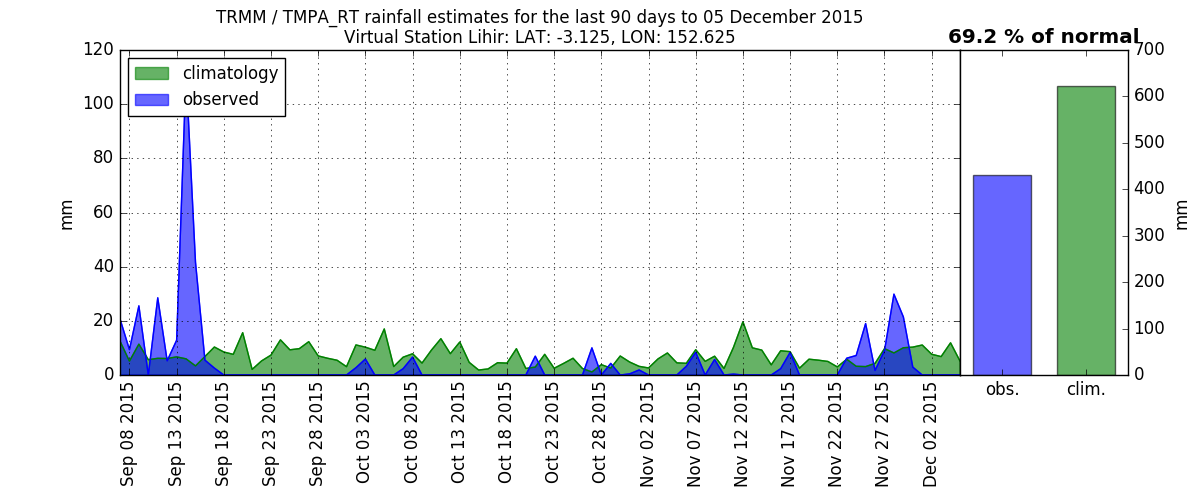 TRMM / TMPA_RT rainfall estimates for the last 90 days to 05 December 2015
Virtual Station Lihir: LAT: -3.125, LON: 152.625
69.2 % of normal
climatology
observed
120
100
80
60
40
20
0
mm
Sep 08 2015
Sep 13 2015
Sep 18 2015
Sep 23 2015
Sep 28 2015
Oct 03 2015
Oct 08 2015
Oct 13 2015
Oct 18 2015
Oct 23 2015
Oct 28 2015
Nov 02 2015
Nov 07 2015
Nov 12 2015
Nov 17 2015
Nov 22 2015
Nov 27 2015
Dec 02 2015
700
600
500
400
300
200
100
0
mm
obs.
clim.